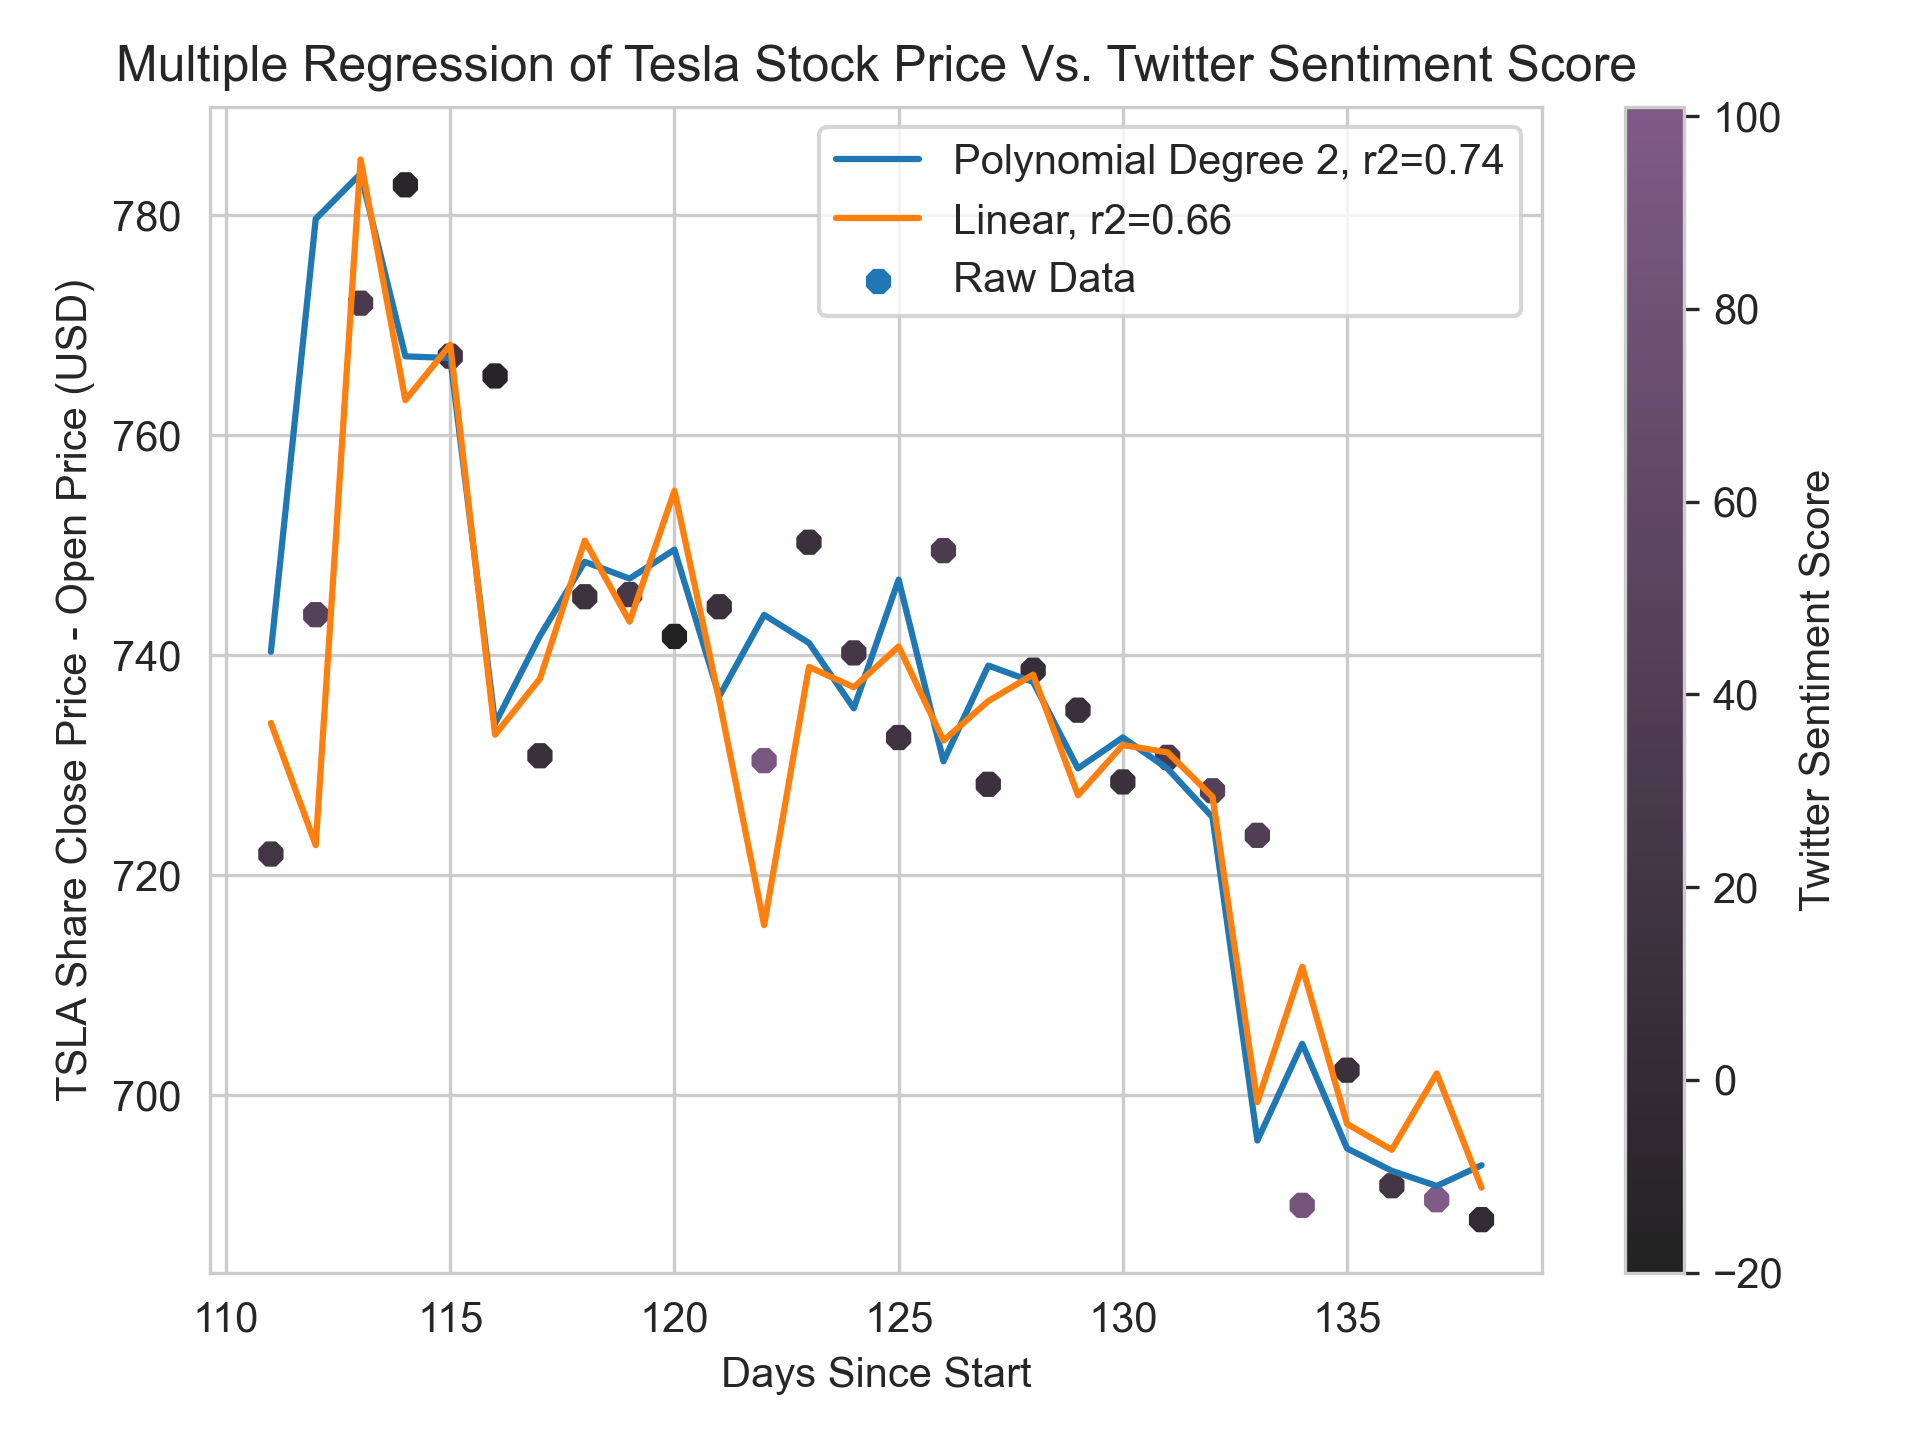 Multiple Regression of Tesla Stock Price Vs. Twitter Sentiment Score
Polynomial Degree 2, r2=0.74
Linear, r2=0.66
Raw Data
TSLA Share Close Price - Open Price (USD)
780
760
740
720
700
110 115 120 125 130 135
Days Since Start
100
80
60
40
20
0
−20
Twitter Sentiment Score